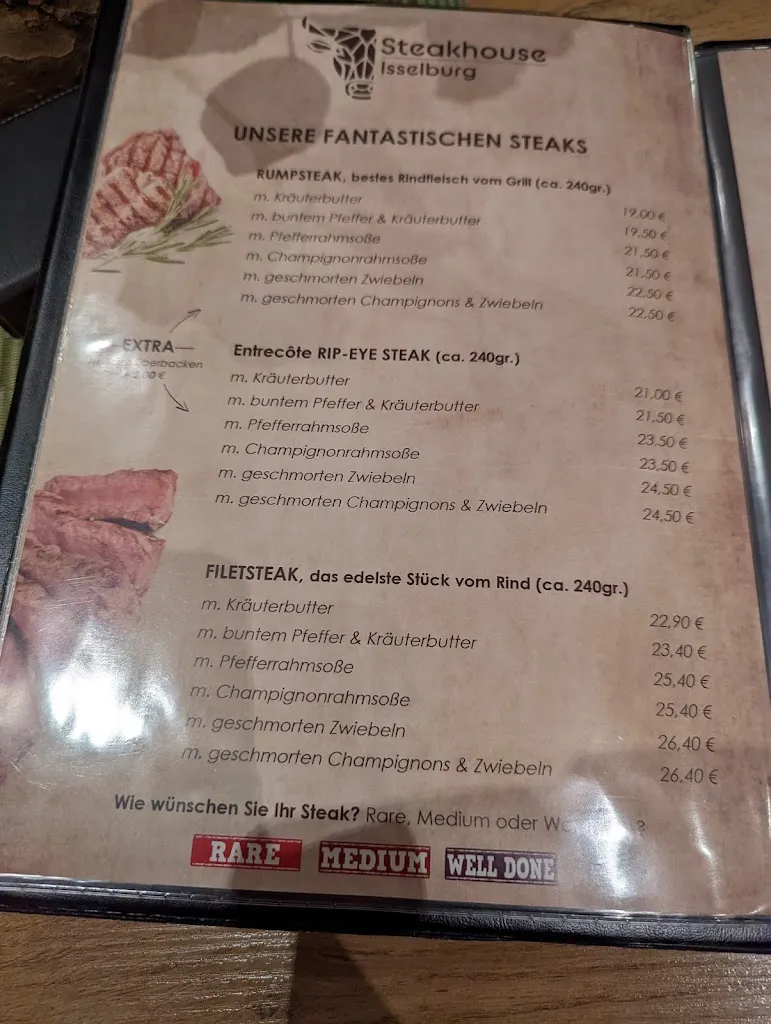 Steakhouse
Isselburg
UNSERE FANTASTISCHEN STEAKS
RUMPSTEAK, bestes Rindfleisch vom Grill (ca. 240gr.)
m. Kräuterbutter 19,00 €
m. buntem Pfeffer & Kräuterbutter 19,50 €
m. Pfefferrahmsoße 21,50 €
m. Champignonrahmsoße 21,50 €
m. geschmorten Zwiebeln 22,50 €
m. geschmorten Champignons & Zwiebeln 22,50 €
EXTRA
überbacken
2,00 €
Entrecôte RIP-EYE STEAK (ca. 240gr.)
m. Kräuterbutter 21,00 €
m. buntem Pfeffer & Kräuterbutter 21,50 €
m. Pfefferrahmsoße 23,50 €
m. Champignonrahmsoße 23,50 €
m. geschmorten Zwiebeln 24,50 €
m. geschmorten Champignons & Zwiebeln 24,50 €
FILETSTEAK, das edelste Stück vom Rind (ca. 240gr.)
m. Kräuterbutter 22,90 €
m. buntem Pfeffer & Kräuterbutter 23,40 €
m. Pfefferrahmsoße 25,40 €
m. Champignonrahmsoße 25,40 €
m. geschmorten Zwiebeln 26,40 €
m. geschmorten Champignons & Zwiebeln 26,40 €
Wie wünschen Sie Ihr Steak? Rare, Medium oder ?
RARE MEDIUM WELL DONE